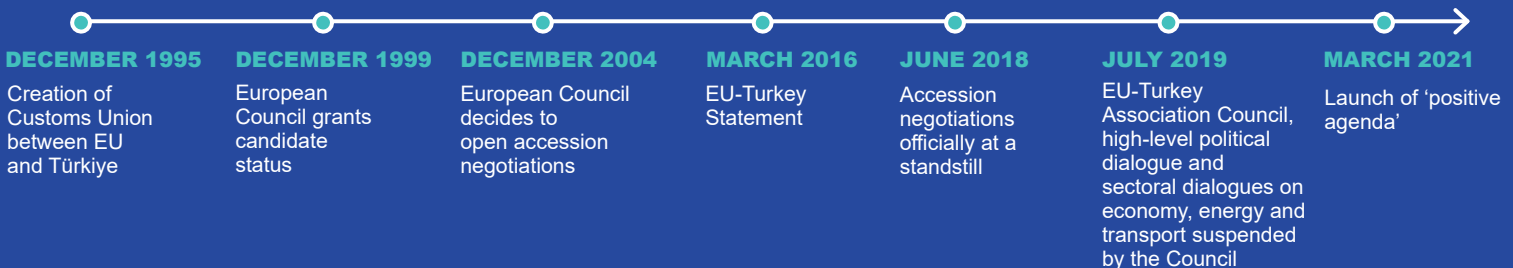 DECEMBER 1995
Creation of
Customs Union
between EU
and Türkiye
DECEMBER 1999
European
Council grants
candidate
status
DECEMBER 2004
European Council
decides to
open accession
negotiations
MARCH 2016
EU-Turkey
Statement
JUNE 2018
Accession
negotiations
officially at a
standstill
JULY 2019
EU-Turkey
Association Council,
high-level political
dialogue and
sectoral dialogues on
economy, energy and
transport suspended
by the Council
MARCH 2021
Launch of ‘positive
agenda’